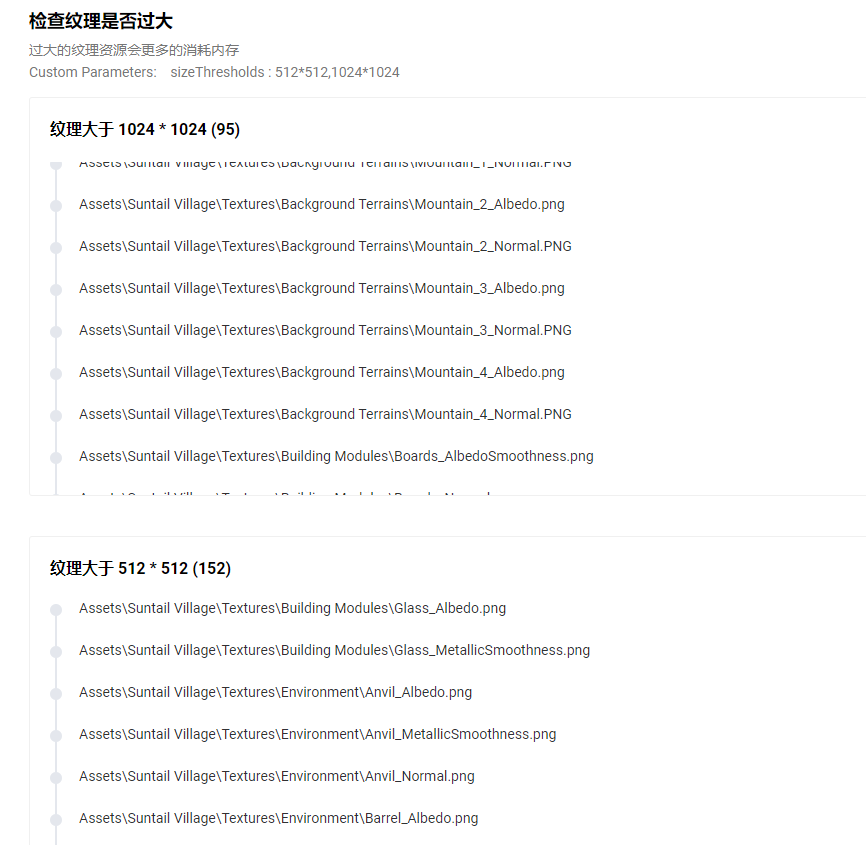 检查纹理是否过大
过大的纹理资源会更多的消耗内存
Custom Parameters: sizeThresholds : 512*512,1024*1024
纹理大于 1024 * 1024 (95)
Assets\Suntail Village\Textures\Background Terrains\Mountain_1_Normal.PNG
Assets\Suntail Village\Textures\Background Terrains\Mountain_2_Albedo.png
Assets\Suntail Village\Textures\Background Terrains\Mountain_2_Normal.PNG
Assets\Suntail Village\Textures\Background Terrains\Mountain_3_Albedo.png
Assets\Suntail Village\Textures\Background Terrains\Mountain_3_Normal.PNG
Assets\Suntail Village\Textures\Background Terrains\Mountain_4_Albedo.png
Assets\Suntail Village\Textures\Background Terrains\Mountain_4_Normal.PNG
Assets\Suntail Village\Textures\Building Modules\Boards_AlbedoSmoothness.png
纹理大于 512 * 512 (152)
Assets\Suntail Village\Textures\Building Modules\Glass_Albedo.png
Assets\Suntail Village\Textures\Building Modules\Glass_MetallicSmoothness.png
Assets\Suntail Village\Textures\Environment\Anvil_Albedo.png
Assets\Suntail Village\Textures\Environment\Anvil_MetallicSmoothness.png
Assets\Suntail Village\Textures\Environment\Anvil_Normal.png
Assets\Suntail Village\Textures\Environment\Barrel_Albedo.png